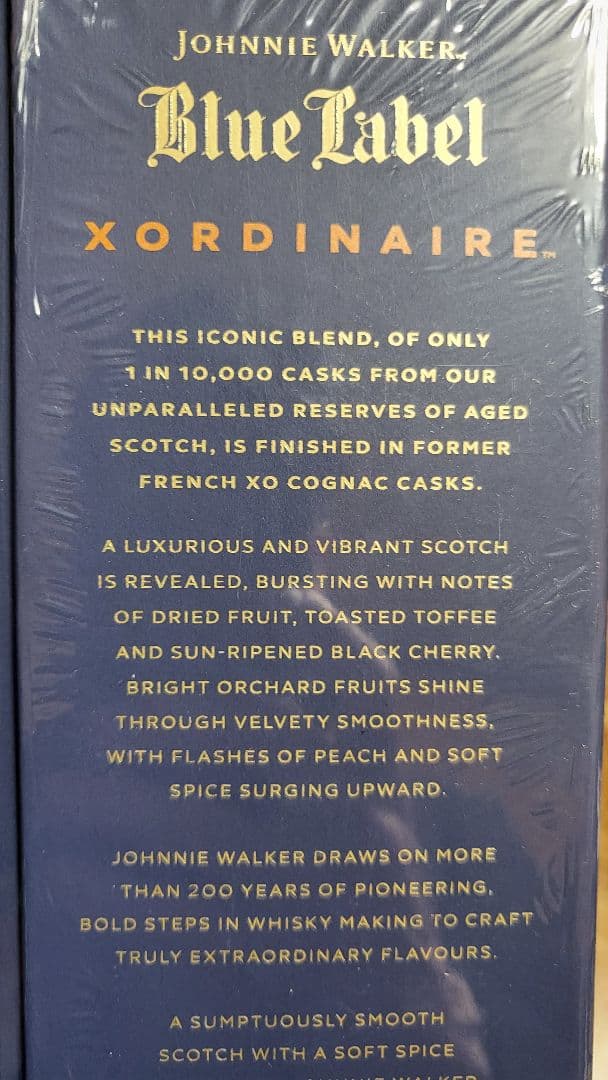 JOHNNIE WALKER™
Blue Label
XORDINAIRE™
THIS ICONIC BLEND, OF ONLY
1 IN 10,000 CASKS FROM OUR
UNPARALLELED RESERVES OF AGED
SCOTCH, IS FINISHED IN FORMER
FRENCH XO COGNAC CASKS.
A LUXURIOUS AND VIBRANT SCOTCH
IS REVEALED, BURSTING WITH NOTES
OF DRIED FRUIT, TOASTED TOFFEE
AND SUN-RIPENED BLACK CHERRY.
BRIGHT ORCHARD FRUITS SHINE
THROUGH VELVETY SMOOTHNESS,
WITH FLASHES OF PEACH AND SOFT
SPICE SURGING UPWARD.
JOHNNIE WALKER DRAWS ON MORE
THAN 200 YEARS OF PIONEERING,
BOLD STEPS IN WHISKY MAKING TO CRAFT
TRULY EXTRAORDINARY FLAVOURS.
A SUMPTUOUSLY SMOOTH
SCOTCH WITH A SOFT SPICE
WALKER